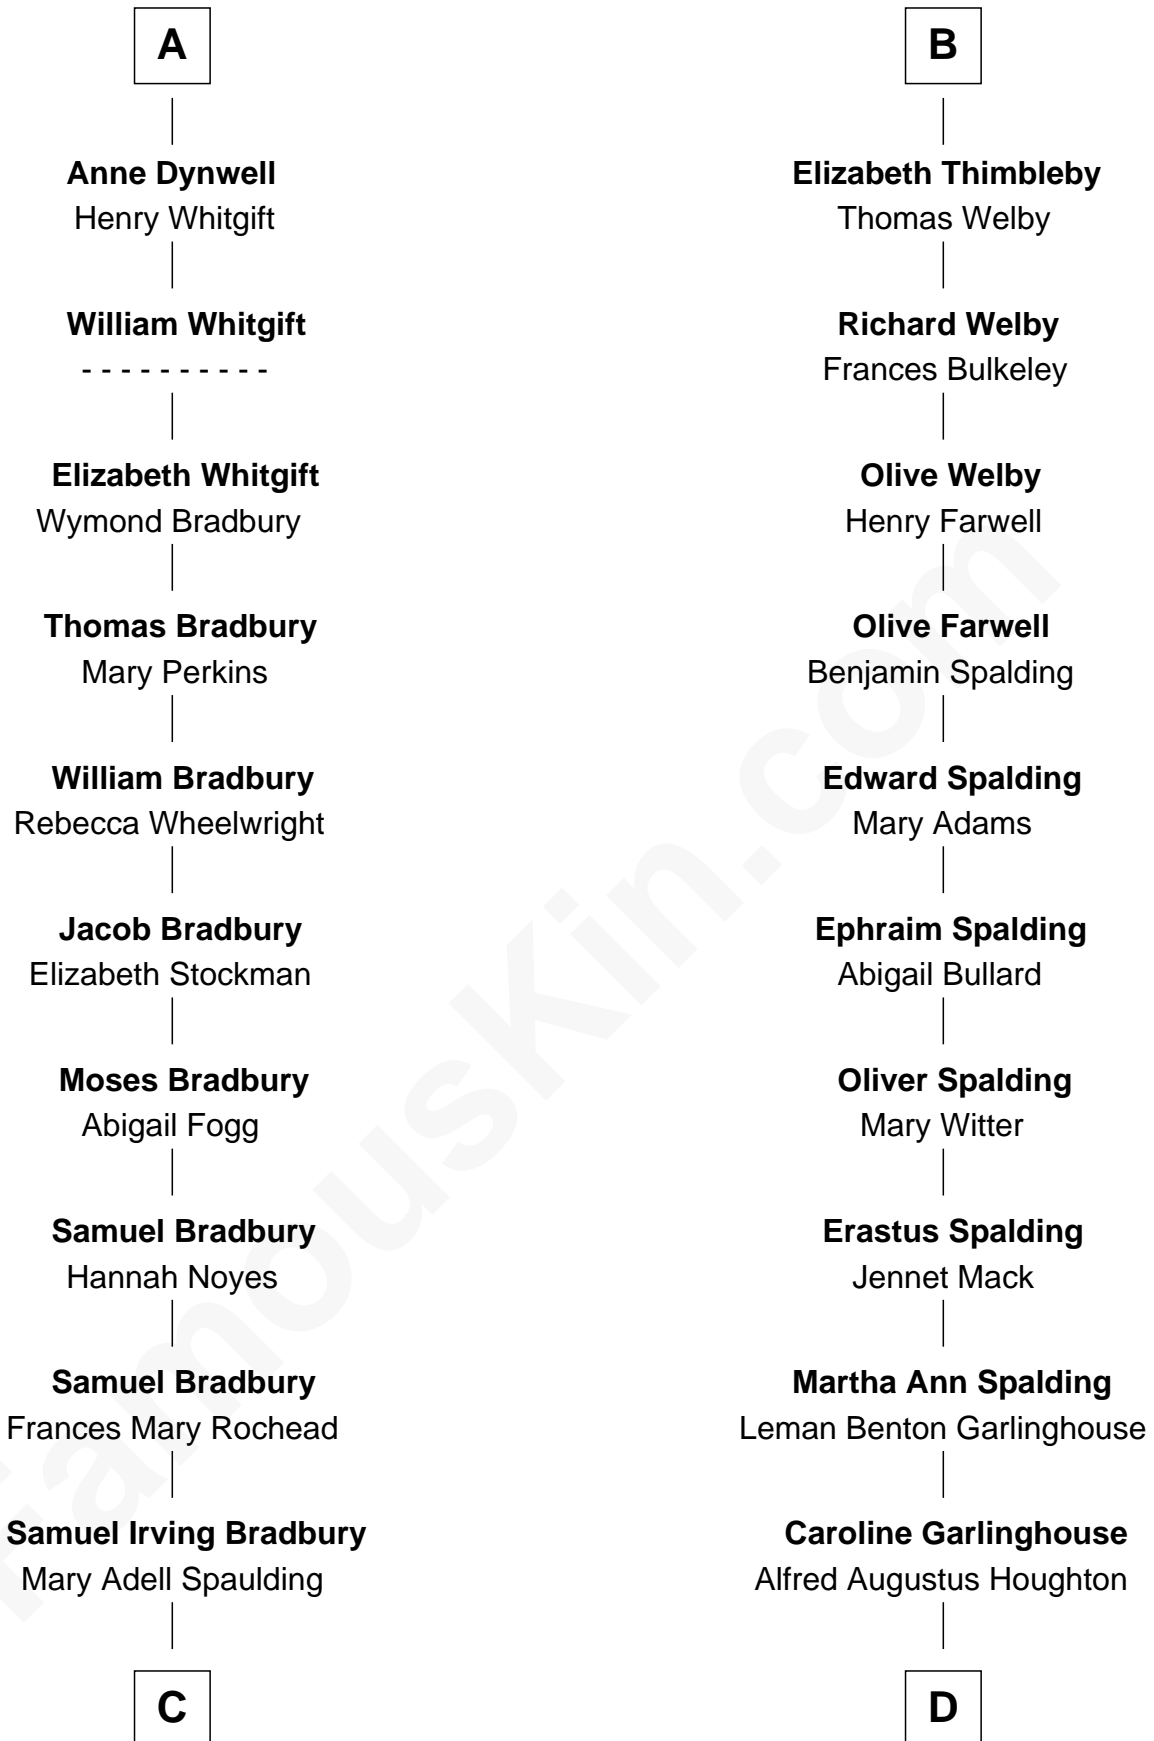 A
Anne Dynwell
Henry Whitgift
William Whitgift
- - - - - - - - - -
Elizabeth Whitgift
Wymond Bradbury
Thomas Bradbury
Mary Perkins
William Bradbury
Rebecca Wheelwright
Jacob Bradbury
Elizabeth Stockman
Moses Bradbury
Abigail Fogg
Samuel Bradbury
Hannah Noyes
Samuel Bradbury
Frances Mary Rochead
Samuel Irving Bradbury
Mary Adell Spaulding
C
B
Elizabeth Thimbleby
Thomas Welby
Richard Welby
Frances Bulkeley
Olive Welby
Henry Farwell
Olive Farwell
Benjamin Spalding
Edward Spalding
Mary Adams
Ephraim Spalding
Abigail Bullard
Oliver Spalding
Mary Witter
Erastus Spalding
Jennet Mack
Martha Ann Spalding
Leman Benton Garlinghouse
Caroline Garlinghouse
Alfred Augustus Houghton
D
FamousKin.com